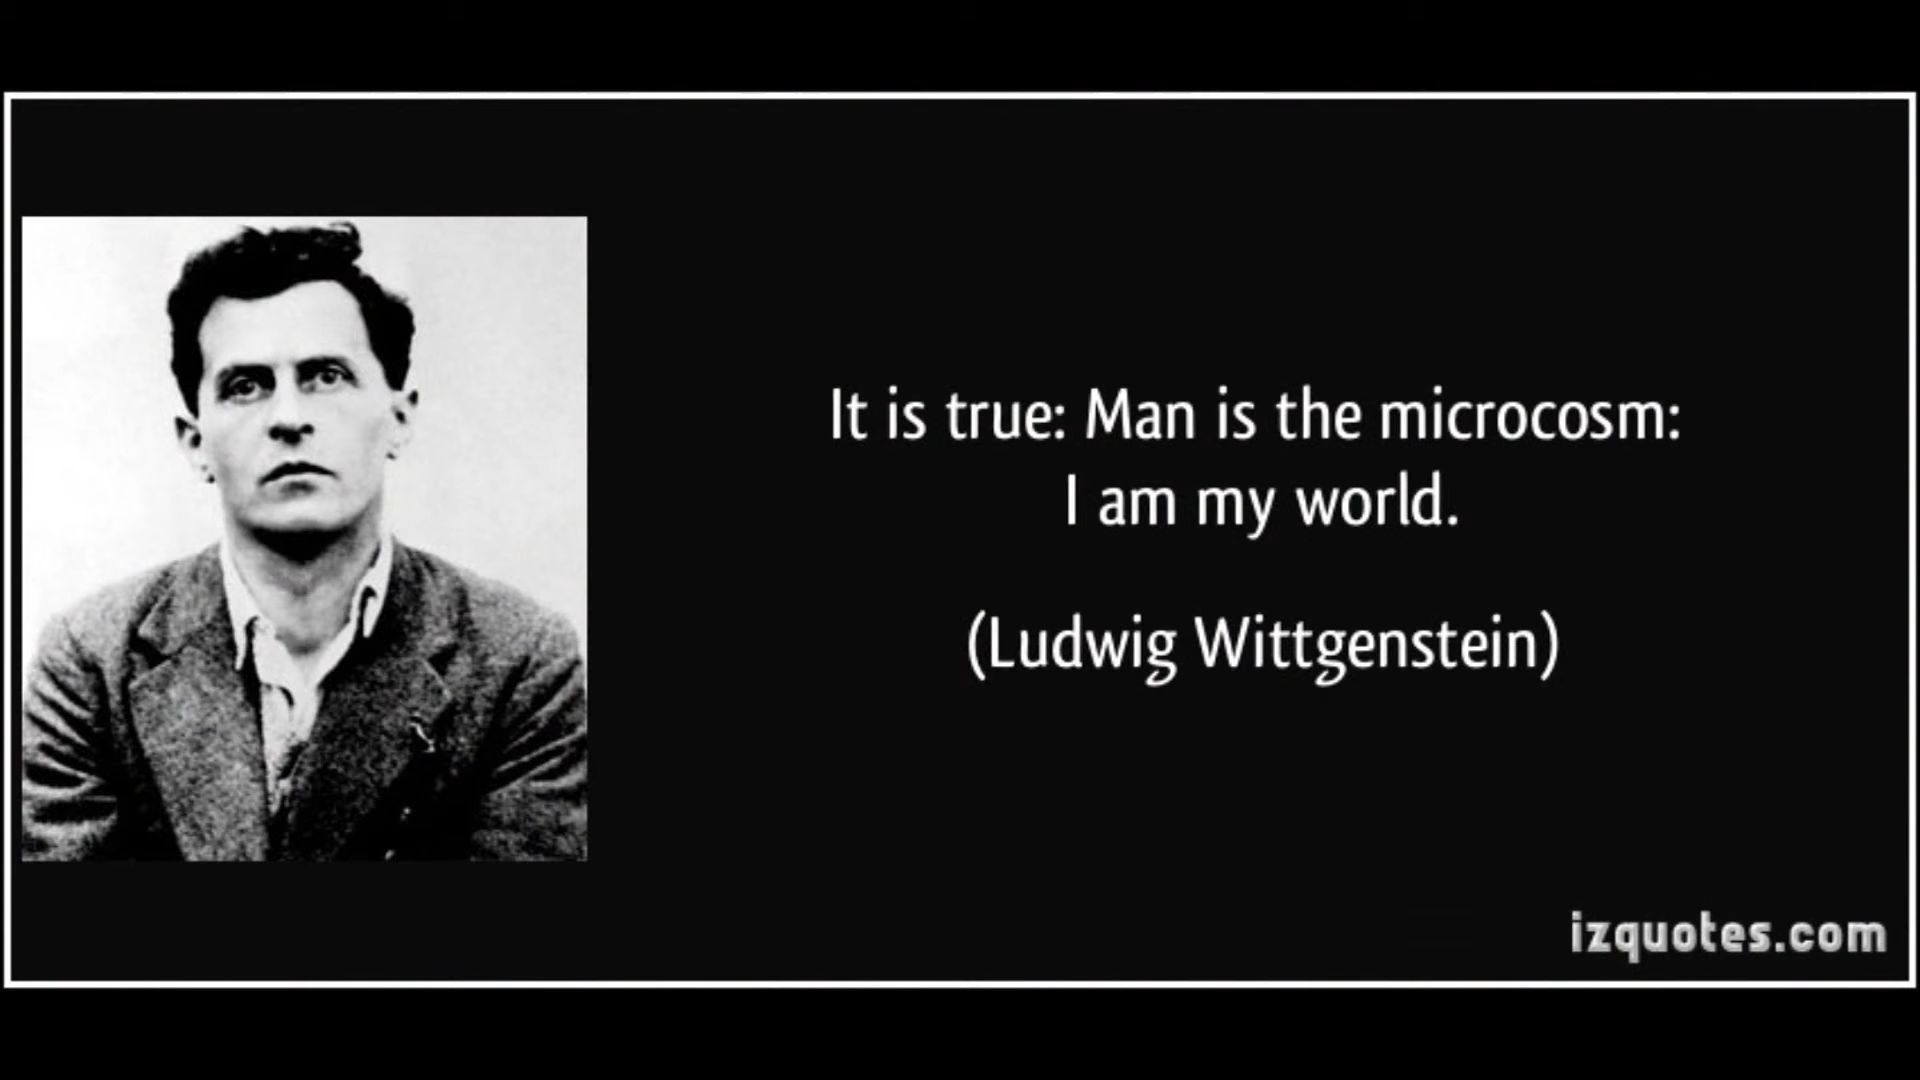 It is true: Man is the microcosm:
I am my world.
(Ludwig Wittgenstein)
izquotes.com